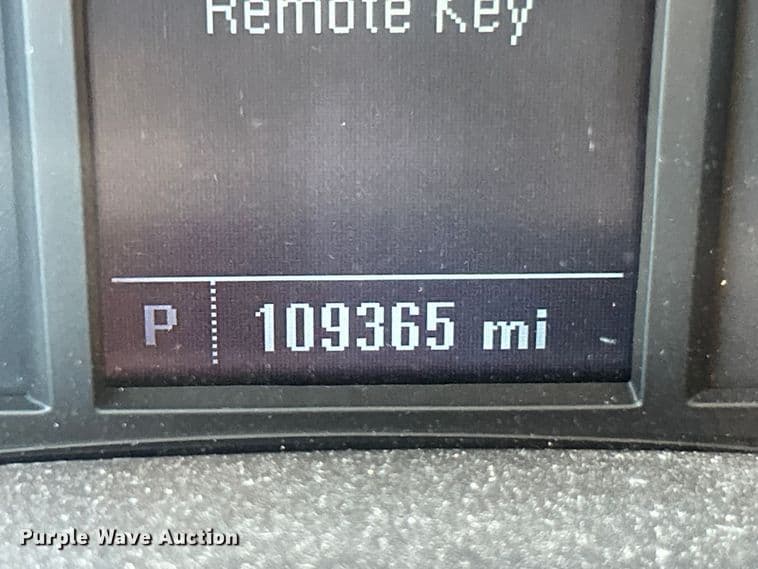 Remote Key
P 109365 mi
Purple Wave Auction